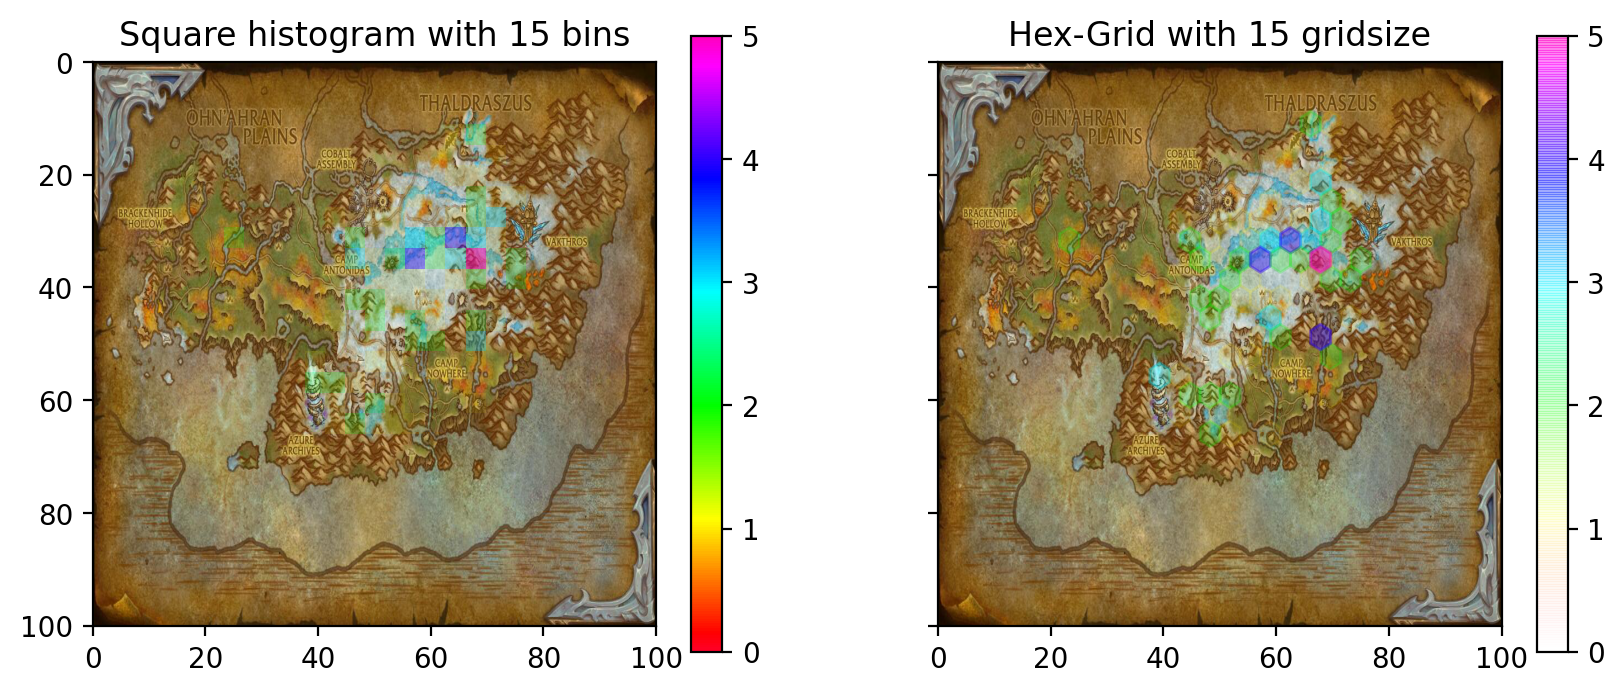 Square histogram with 15 bins
0
20
40
60
80
100
0
20
40
60
80
100
OHN'AHRAN
PLAINS
THALDRASZUS
COBALT
ASSEMBLY
BRACKENHIDE
HOLLOW
VAKTHROS
CAMP
ANTONIDAS
CAMP
NOWHERE
AZURE
ARCHIVES
5
4
3
2
1
0
Hex-Grid with 15 gridsize
OHN'AHRAN
PLAINS
THALDRASZUS
COBALT
ASSEMBLY
BRACKENHIDE
HOLLOW
VAKTHROS
CAMP
ANTONIDAS
CAMP
NOWHERE
AZURE
ARCHIVES
0
20
40
60
80
100
5
4
3
2
1
0